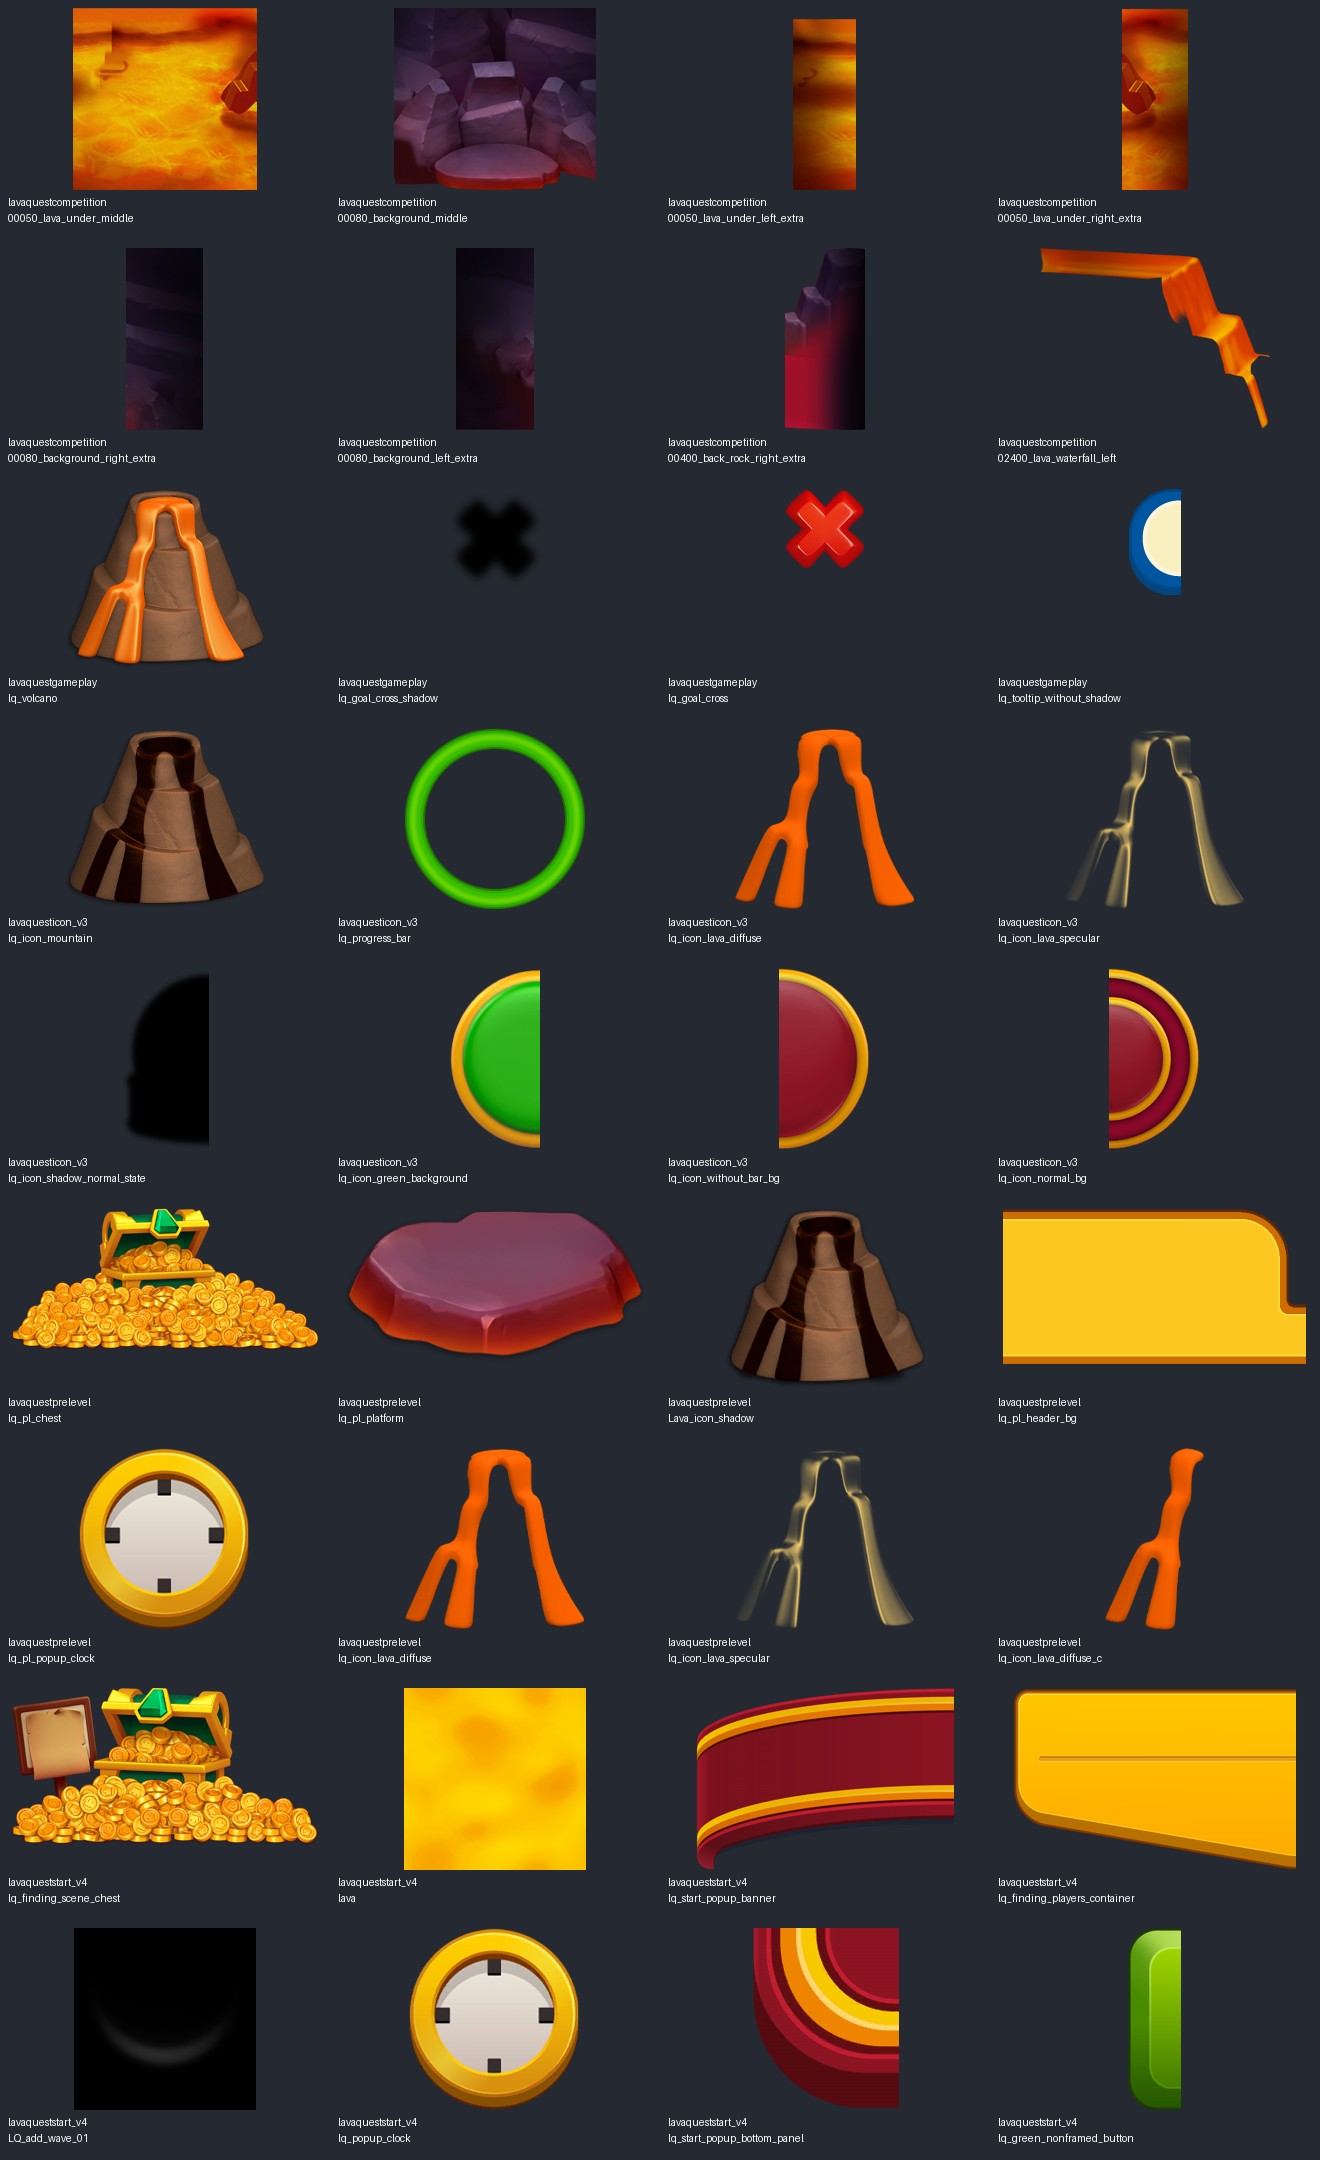 lavaquestcompetition
00050_lava_under_middle
lavaquestcompetition
00080_background_middle
lavaquestcompetition
00050_lava_under_left_extra
lavaquestcompetition
00050_lava_under_right_extra
lavaquestcompetition
00080_background_right_extra
lavaquestcompetition
00080_background_left_extra
lavaquestcompetition
00400_back_rock_right_extra
lavaquestcompetition
02400_lava_waterfall_left
lavaquestgameplay
lq_volcano
lavaquestgameplay
lq_goal_cross_shadow
lavaquestgameplay
lq_goal_cross
lavaquestgameplay
lq_tooltip_without_shadow
lavaquesticon_v3
lq_icon_mountain
lavaquesticon_v3
lq_progress_bar
lavaquesticon_v3
lq_icon_lava_diffuse
lavaquesticon_v3
lq_icon_lava_specular
lavaquesticon_v3
lq_icon_shadow_normal_state
lavaquesticon_v3
lq_icon_green_background
lavaquesticon_v3
lq_icon_without_bar_bg
lavaquesticon_v3
lq_icon_normal_bg
lavaquestprelevel
lq_pl_chest
lavaquestprelevel
lq_pl_platform
lavaquestprelevel
Lava_icon_shadow
lavaquestprelevel
lq_pl_header_bg
lavaquestprelevel
lq_pl_popup_clock
lavaquestprelevel
lq_icon_lava_diffuse
lavaquestprelevel
lq_icon_lava_specular
lavaquestprelevel
lq_icon_lava_diffuse_c
lavaqueststart_v4
lq_finding_scene_chest
lavaqueststart_v4
lava
lavaqueststart_v4
lq_start_popup_banner
lavaqueststart_v4
lq_finding_players_container
lavaqueststart_v4
LQ_add_wave_01
lavaqueststart_v4
lq_popup_clock
lavaqueststart_v4
lq_start_popup_bottom_panel
lavaqueststart_v4
lq_green_nonframed_button